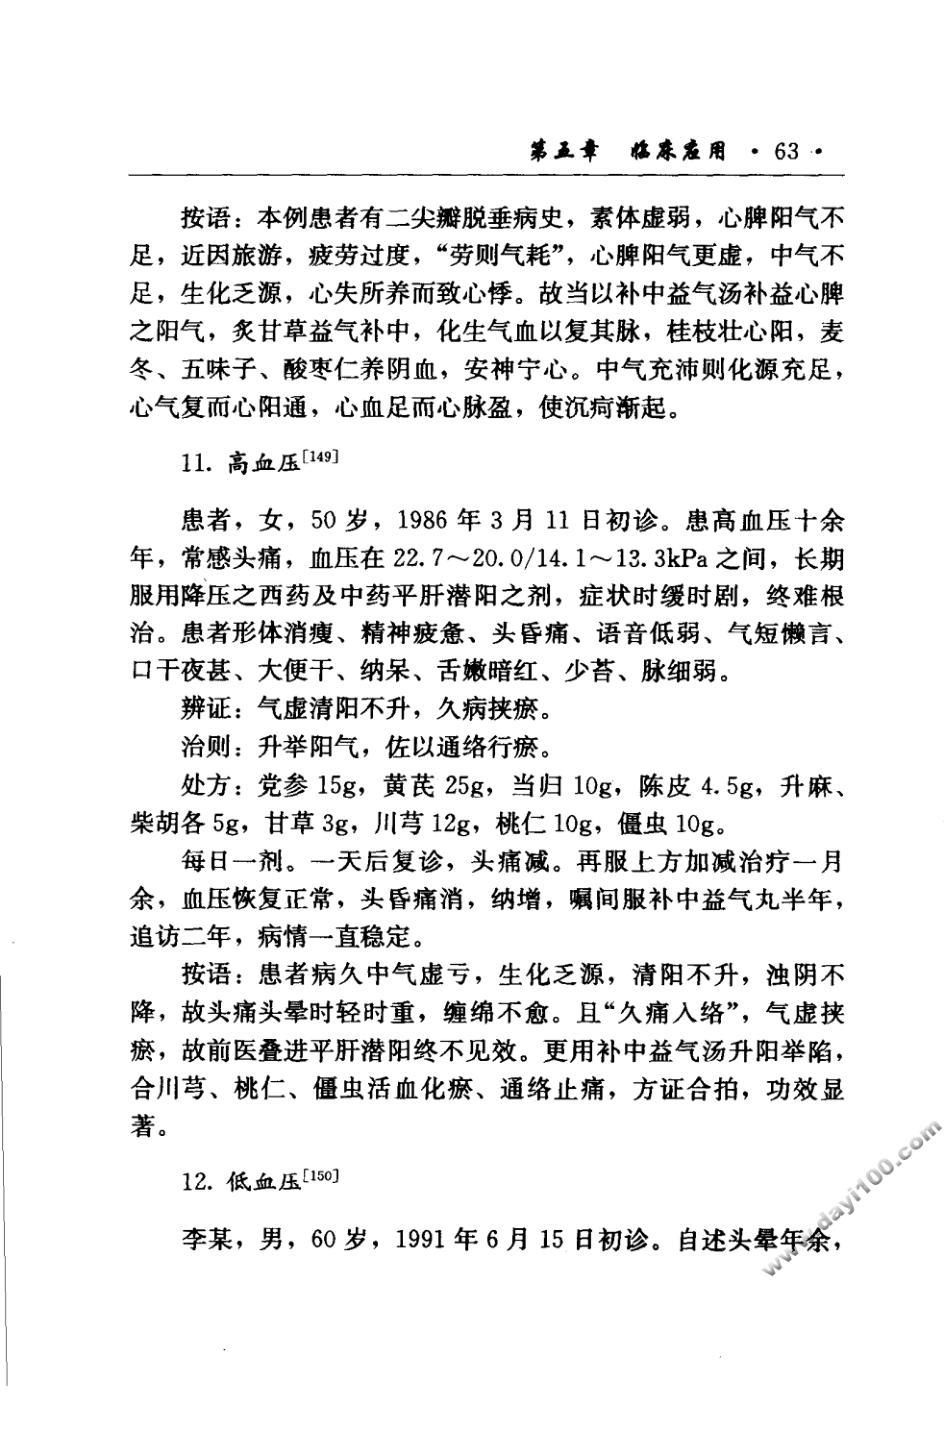 第五章 临床应用 · 63 ·
按语：本例患者有二尖瓣脱垂病史，素体虚弱，心脾阳气不
足，近因旅游，疲劳过度，“劳则气耗”，心脾阳气更虚，中气不
足，生化乏源，心失所养而致心悸。故当以补中益气汤补益心脾
之阳气，炙甘草益气补中，化生气血以复其脉，桂枝壮心阳，麦
冬、五味子、酸枣仁养阴血，安神宁心。中气充沛则化源充足，
心气复而心阳通，心血足而心脉盈，使沉疴渐起。
11. 高血压[149]
患者，女，50 岁，1986 年 3 月 11 日初诊。患高血压十余
年，常感头痛，血压在 22.7～20.0/14.1～13.3kPa 之间，长期
服用降压之西药及中药平肝潜阳之剂，症状时缓时剧，终难根
治。患者形体消瘦、精神疲惫、头昏痛、语音低弱、气短懒言、
口干夜甚、大便干、纳呆、舌嫩暗红、少苔、脉细弱。
辨证：气虚清阳不升，久病挟瘀。
治则：升举阳气，佐以通络行瘀。
处方：党参 15g，黄芪 25g，当归 10g，陈皮 4.5g，升麻、
柴胡各 5g，甘草 3g，川芎 12g，桃仁 10g，僵虫 10g。
每日一剂。一天后复诊，头痛减。再服上方加减治疗一月
余，血压恢复正常，头昏痛消，纳增，嘱间服补中益气丸半年，
追访二年，病情一直稳定。
按语：患者病久中气虚亏，生化乏源，清阳不升，浊阴不
降，故头痛头晕时轻时重，缠绵不愈。且“久痛入络”，气虚挟
瘀，故前医叠进平肝潜阳终不见效。更用补中益气汤升阳举陷，
合川芎、桃仁、僵虫活血化瘀、通络止痛，方证合拍，功效显
著。
12. 低血压[150]
李某，男，60 岁，1991 年 6 月 15 日初诊。自述头晕年余，
www.dayi100.com